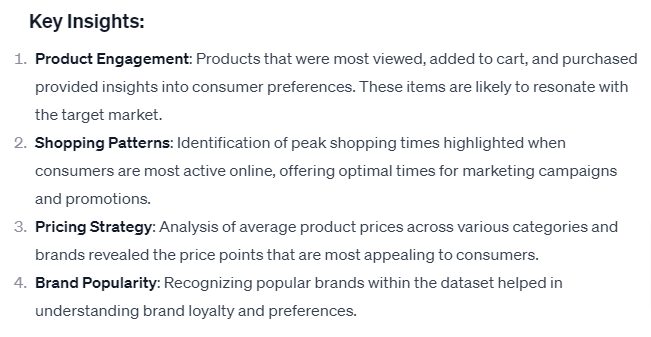 Key Insights:
1. Product Engagement: Products that were most viewed, added to cart, and purchased
provided insights into consumer preferences. These items are likely to resonate with
the target market.
2. Shopping Patterns: Identification of peak shopping times highlighted when
consumers are most active online, offering optimal times for marketing campaigns
and promotions.
3. Pricing Strategy: Analysis of average product prices across various categories and
brands revealed the price points that are most appealing to consumers.
4. Brand Popularity: Recognizing popular brands within the dataset helped in
understanding brand loyalty and preferences.